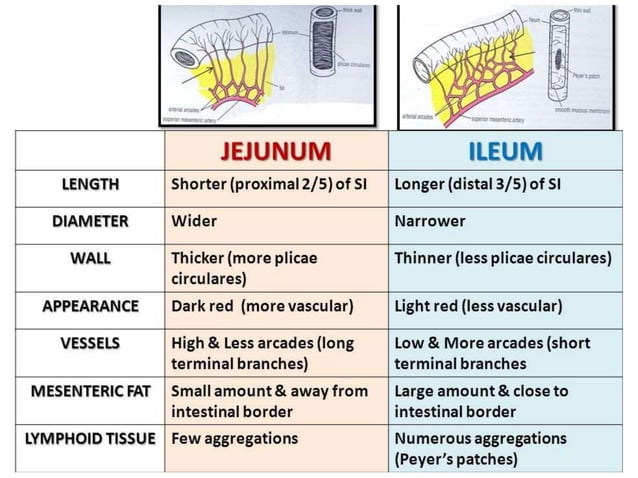 thick wall
jejunum
plicae circulares
fat
arterial arcades
superior mesenteric artery
thin wall
ileum
Peyer's patch
arterial arcades
superior mesenteric artery
smooth mucous membrane
JEJUNUM ILEUM
LENGTH Shorter (proximal 2/5) of SI Longer (distal 3/5) of SI
DIAMETER Wider Narrower
WALL Thicker (more plicae Thinner (less plicae circulares)
circulares)
APPEARANCE Dark red (more vascular) Light red (less vascular)
VESSELS High & Less arcades (long Low & More arcades (short
terminal branches) terminal branches
MESENTERIC FAT Small amount & away from Large amount & close to
intestinal border intestinal border
LYMPHOID TISSUE Few aggregations Numerous aggregations
(Peyer's patches)